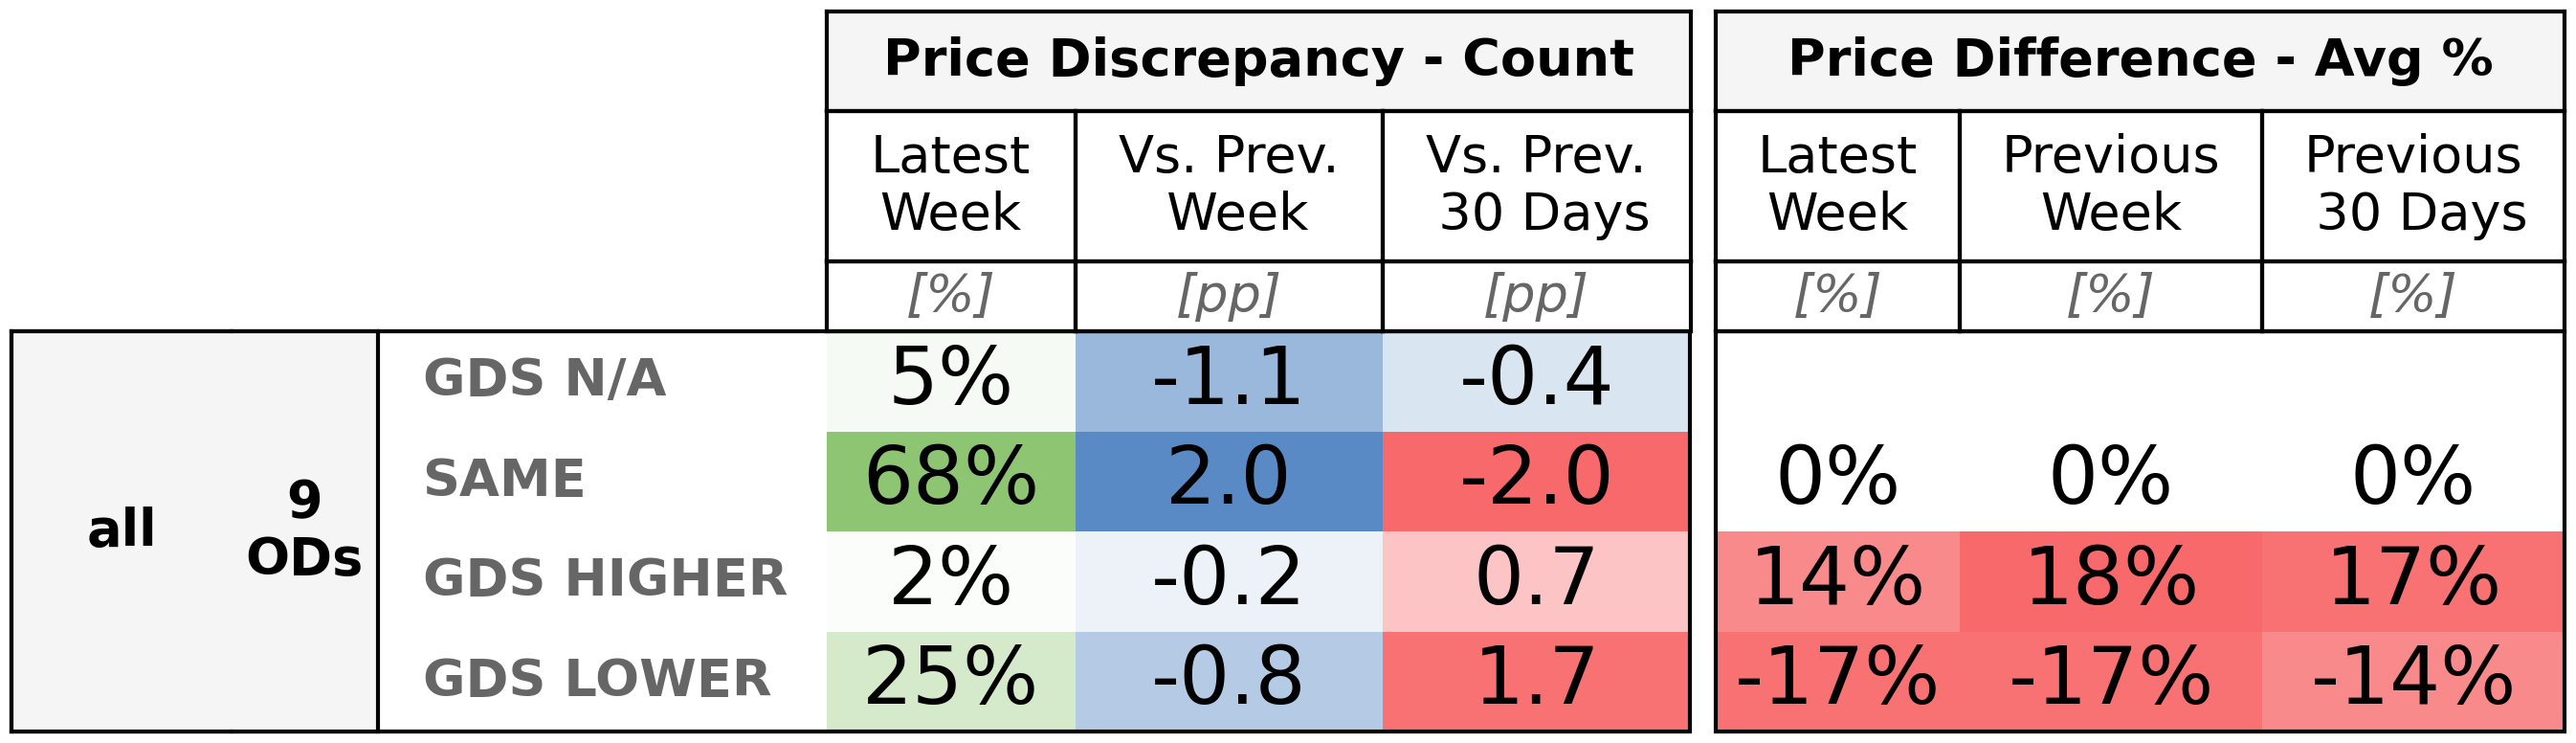 Price Discrepancy - Count Price Difference - Avg %
Latest Week Vs. Prev. Week Vs. Prev. 30 Days Latest Week Previous Week Previous 30 Days
[%] [pp] [pp] [%] [%] [%]
all 9 ODs
GDS N/A 5% -1.1 -0.4
SAME 68% 2.0 -2.0 0% 0% 0%
GDS HIGHER 2% -0.2 0.7 14% 18% 17%
GDS LOWER 25% -0.8 1.7 -17% -17% -14%